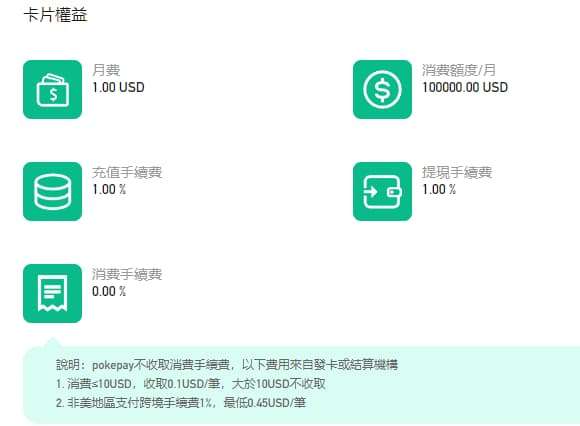 卡片權益
月費
1.00 USD
消費額度/月
100000.00 USD
充值手續費
1.00 %
提現手續費
1.00 %
消費手續費
0.00 %
說明：pokepay不收取消費手續費，以下費用來自發卡或結算機構
1. 消費≤10USD，收取0.1USD/筆，大於10USD不收取
2. 非美地區支付跨境手續費1%，最低0.45USD/筆